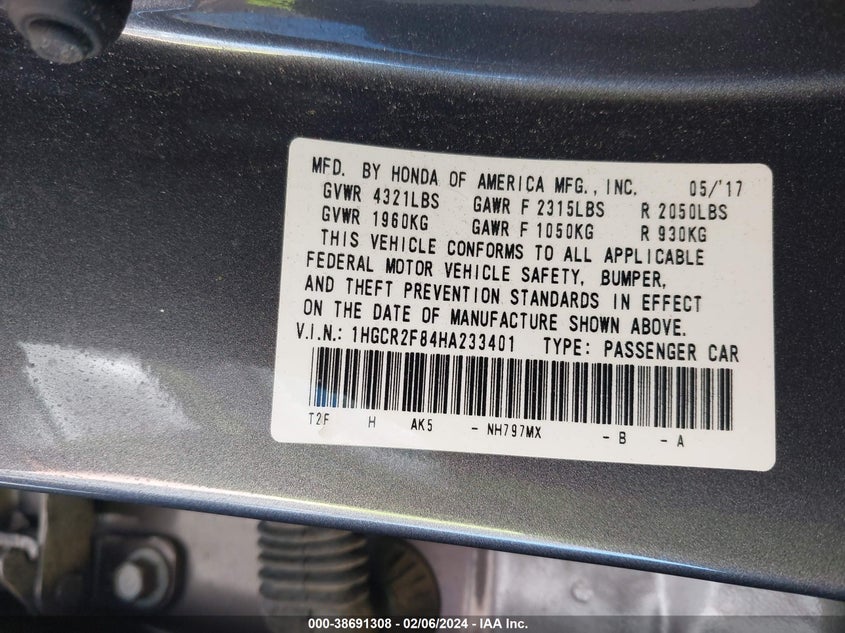 MFD. BY HONDA OF AMERICA MFG., INC. 05/'17
GVWR 4321LBS GAWR F 2315LBS R 2050LBS
GVWR 1960KG GAWR F 1050KG R 930KG
THIS VEHICLE CONFORMS TO ALL APPLICABLE
FEDERAL MOTOR VEHICLE SAFETY, BUMPER,
AND THEFT PREVENTION STANDARDS IN EFFECT
ON THE DATE OF MANUFACTURE SHOWN ABOVE.
V.I.N.: 1HGCR2F84HA233401 TYPE: PASSENGER CAR
T2F H AK5 - NH797MX - B - A
000-38691308 / 02/06/2024 - IAA Inc.